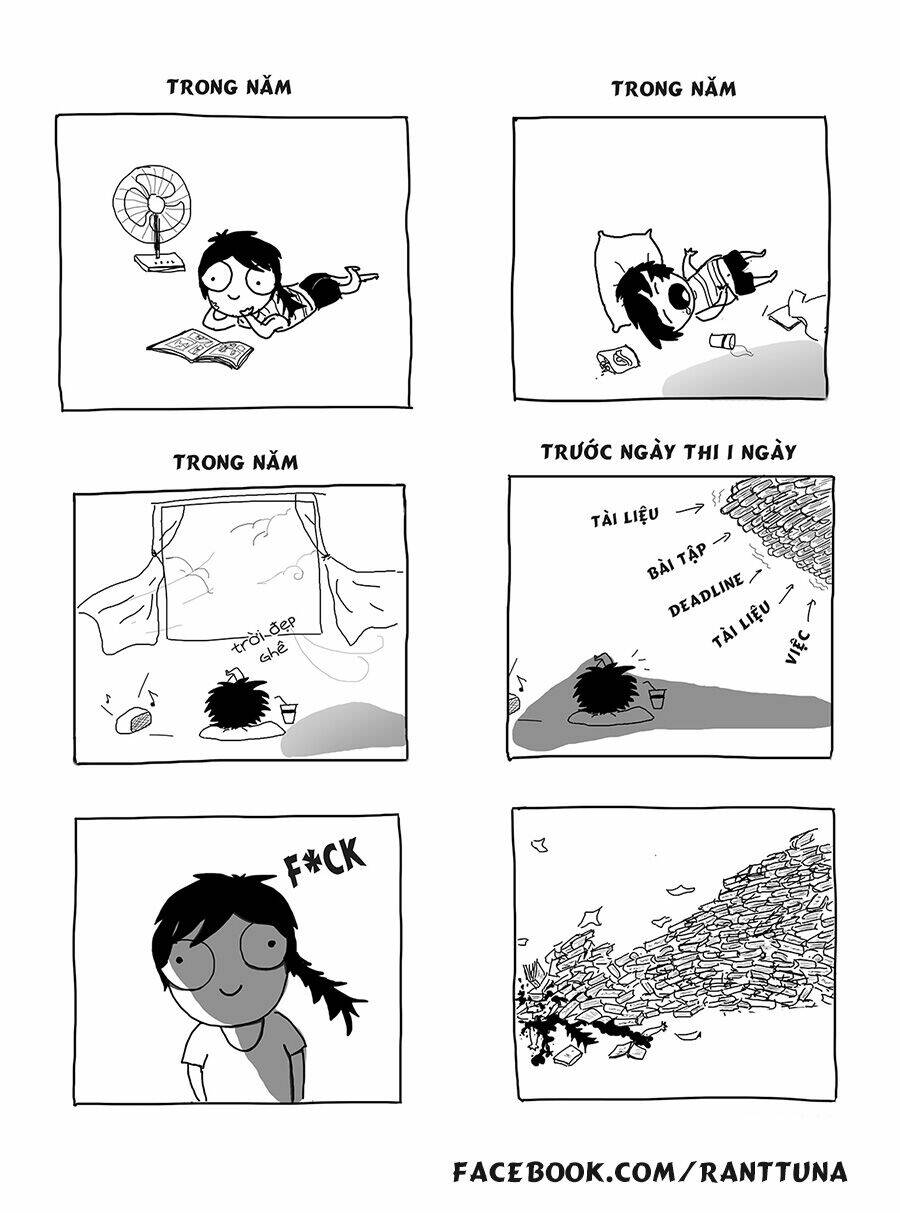 TRONG NĂM
TRONG NĂM
TRONG NĂM
trời đẹp
ghê
TRƯỚC NGÀY THI 1 NGÀY
TÀI LIỆU
BÀI TẬP
DEADLINE
TÀI LIỆU
VIỆC
F*CK
FACEBOOK.COM/RANTTUNA